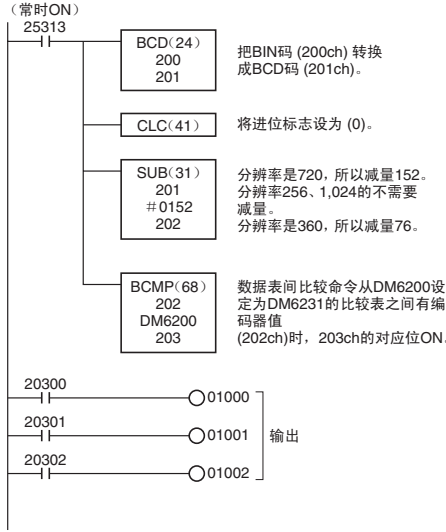 (常时ON)
25313
BCD(24)
200
201
把BIN码 (200ch) 转换
成BCD码 (201ch)。
CLC(41)
将进位标志设为 (0)。
SUB(31)
201
#0152
202
分辨率是720，所以减量152。
分辨率256、1,024的不需要
减量。
分辨率是360，所以减量76。
BCMP(68)
202
DM6200
203
数据表间比较命令从DM6200设
定为DM6231的比较表之间有编
码器值
(202ch)时，203ch的对应位ON。
20300
01000
20301
01001
输出
20302
01002